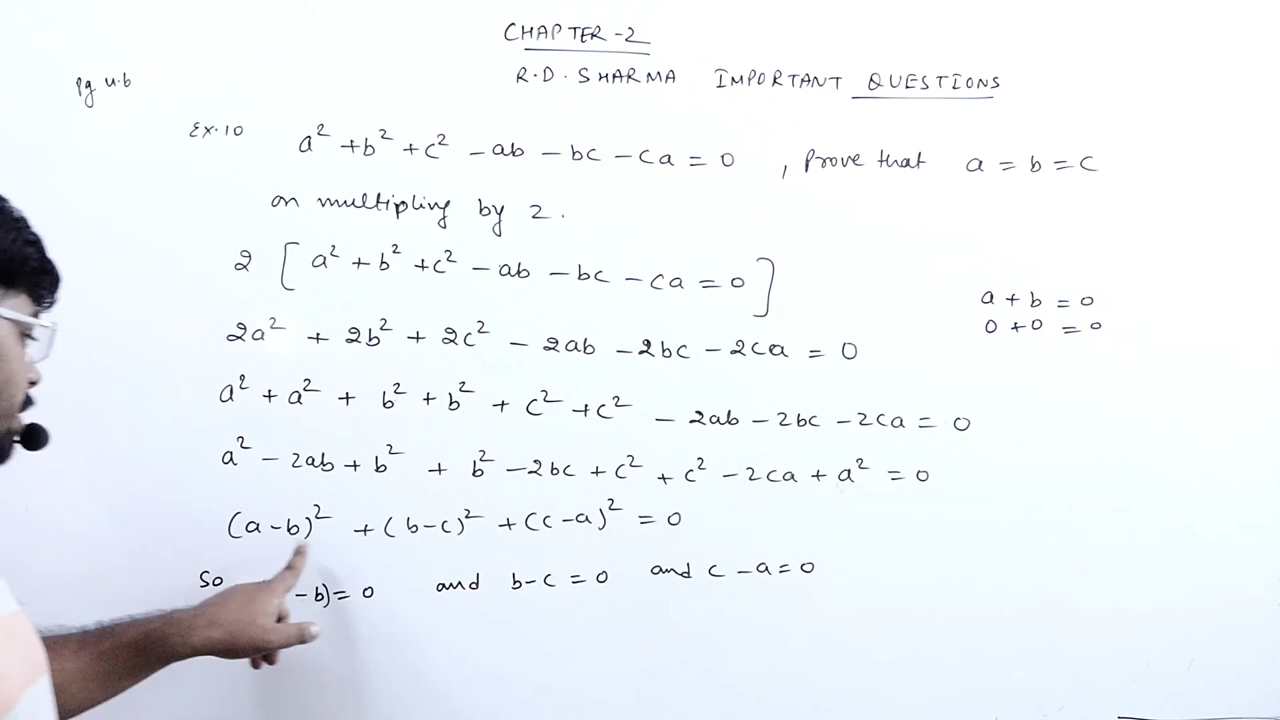 CHAPTER-2
R.D. SHARMA IMPORTANT QUESTIONS
Pg 4.6
Ex.10 a² + b² + c² - ab - bc - ca = 0 , prove that a = b = c
on multipling by 2.
2 [ a² + b² + c² - ab - bc - ca = 0 ]
a + b = 0
0 + 0 = 0
2a² + 2b² + 2c² - 2ab - 2bc - 2ca = 0
a² + a² + b² + b² + c² + c² - 2ab - 2bc - 2ca = 0
a² - 2ab + b² + b² - 2bc + c² + c² - 2ca + a² = 0
(a-b)² + (b-c)² + (c-a)² = 0
So -b) = 0 and b-c = 0 and c-a = 0